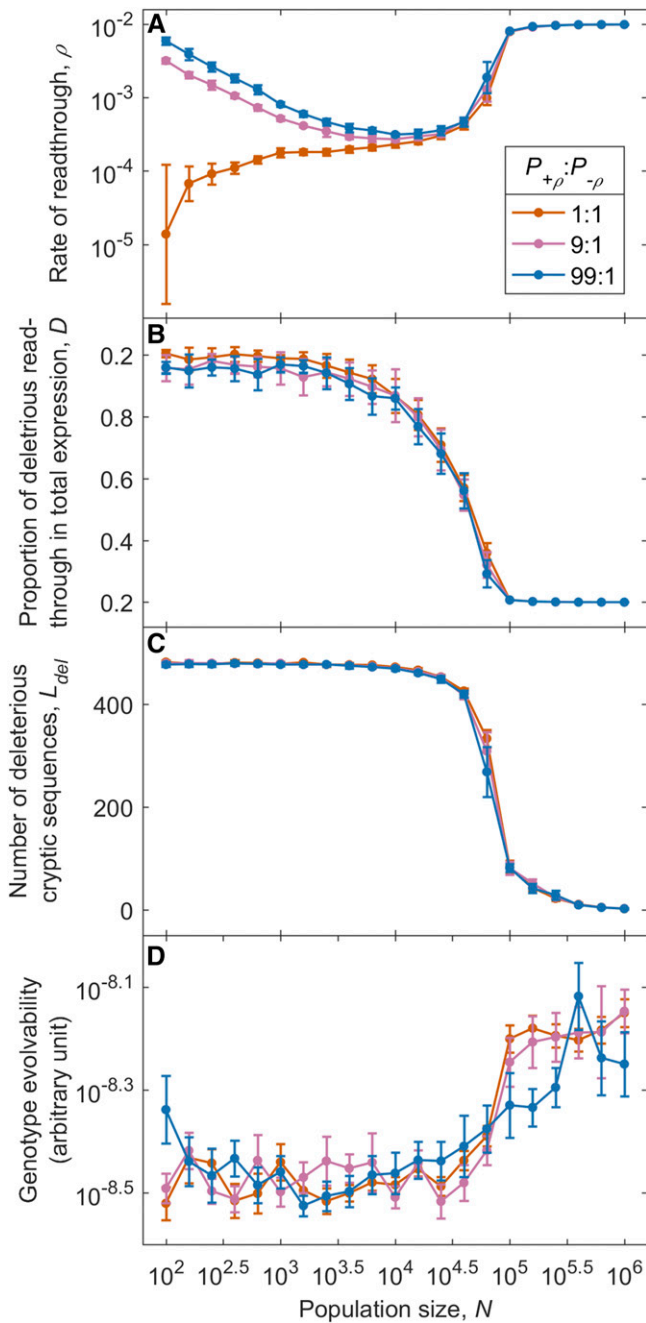 A
10^-2
10^-3
10^-4
10^-5
Rate of readthrough, ρ
P+ρ:P-ρ
1:1
9:1
99:1
B
0.2
0.8
0.6
0.4
0.2
Proportion of deletrious read-
through in total expression, D
C
400
200
0
Number of deleterious
cryptic sequences, L_del
D
10^-8.1
10^-8.3
10^-8.5
Genotype evolvability
(arbitrary unit)
10^2 10^2.5 10^3 10^3.5 10^4 10^4.5 10^5 10^5.5 10^6
Population size, N